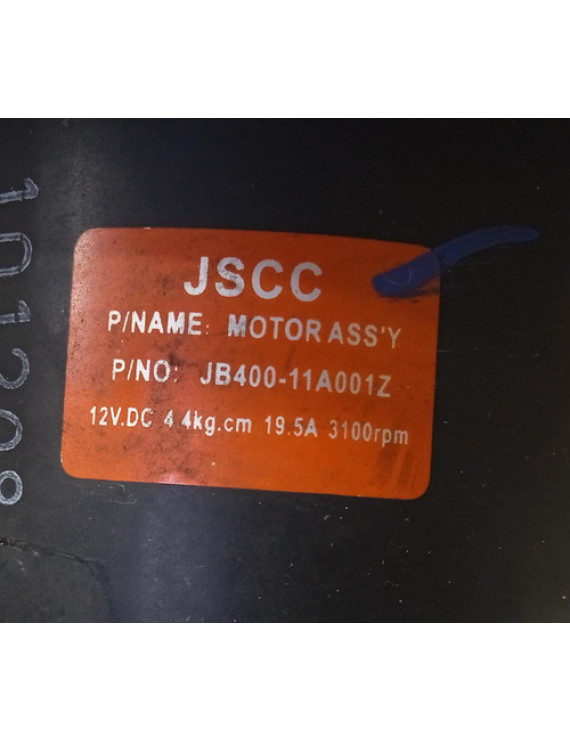 JSCC
P/NAME: MOTOR ASS'Y
P/NO: JB400-11A001Z
12V.DC 4.4kg.cm 19.5A 3100rpm